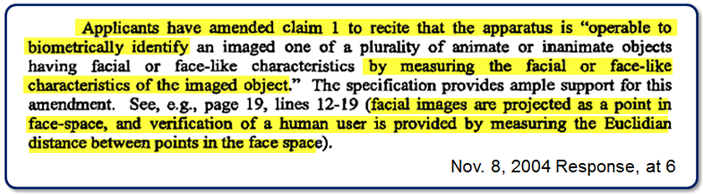 Applicants have amended claim 1 to recite that the apparatus is “operable to
biometrically identify an imaged one of a plurality of animate or inanimate objects
having facial or face-like characteristics by measuring the facial or face-like
characteristics of the imaged object.” The specification provides ample support for this
amendment. See, e.g., page 19, lines 12-19 (facial images are projected as a point in
face-space, and verification of a human user is provided by measuring the Euclidian
distance between points in the face space).
Nov. 8, 2004 Response, at 6